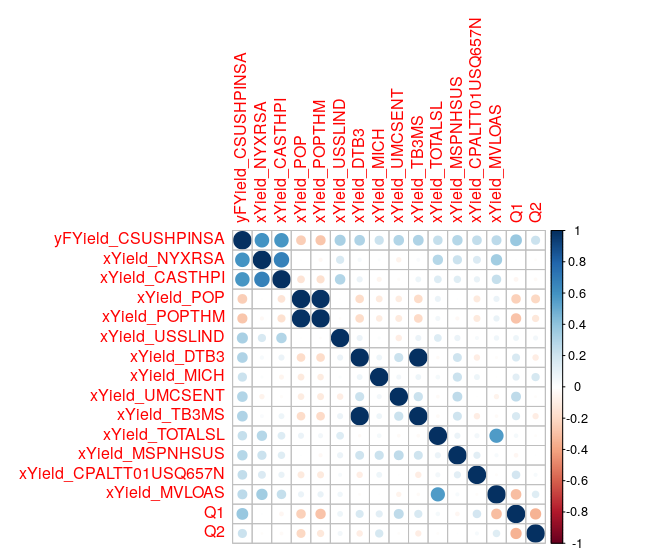 yFYield_CSUSHPINSA
xYield_NYXRSA
xYield_CASTHPI
xYield_POP
xYield_POPTHM
xYield_USSLIND
xYield_DTB3
xYield_MICH
xYield_UMCSENT
xYield_TB3MS
xYield_TOTALSL
xYield_MSPNHSUS
xYield_CPALTT01USQ657N
xYield_MVLOAS
Q1
Q2
yFYield_CSUSHPINSA
xYield_NYXRSA
xYield_CASTHPI
xYield_POP
xYield_POPTHM
xYield_USSLIND
xYield_DTB3
xYield_MICH
xYield_UMCSENT
xYield_TB3MS
xYield_TOTALSL
xYield_MSPNHSUS
xYield_CPALTT01USQ657N
xYield_MVLOAS
Q1
Q2
1
0.8
0.6
0.4
0.2
0
-0.2
-0.4
-0.6
-0.8
-1